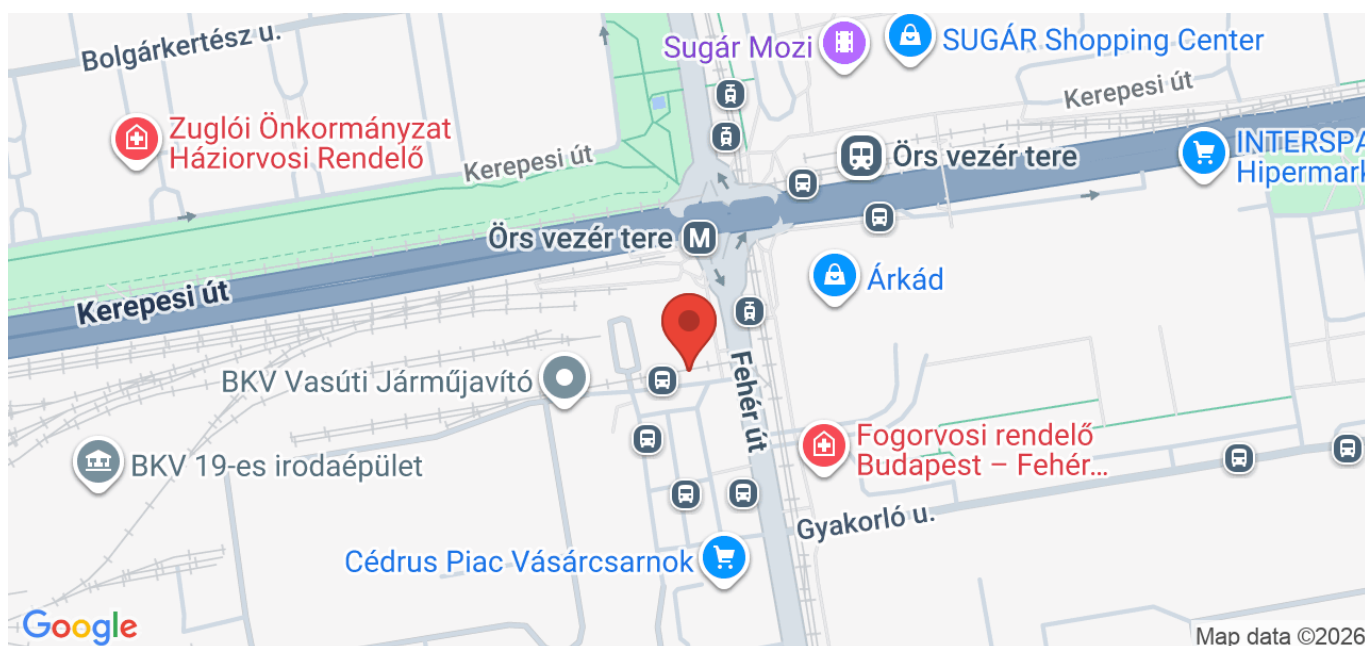 Bolgárkertész u.
Sugár Mozi
SUGÁR Shopping Center
Kerepesi út
Zuglói Önkormányzat
Háziorvosi Rendelő
Kerepesi út
Örs vezér tere
INTERSPA
Hipermark
Örs vezér tere
M
Kerepesi út
Árkád
BKV Vasúti Járműjavító
Fehér út
BKV 19-es irodaépület
Fogorvosi rendelő
Budapest – Fehér...
Gyakorló u.
Cédrus Piac Vásárcsarnok
Google
Map data ©2026